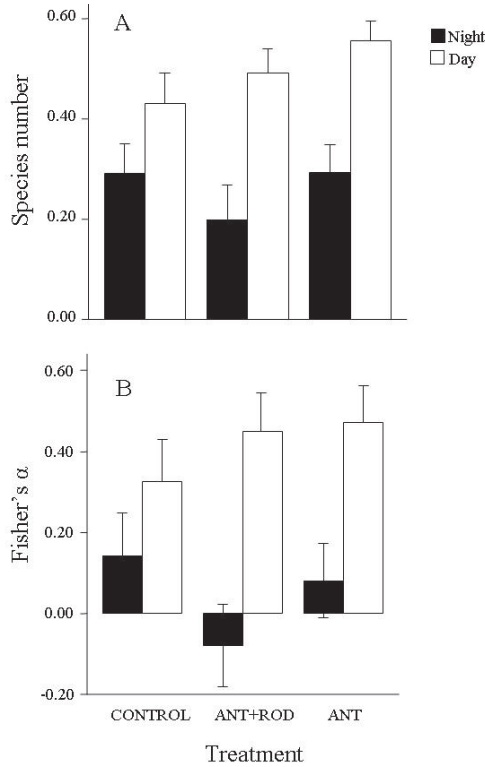 A
Night
Day
Species number
0.60
0.40
0.20
0.00
B
Fisher's α
0.60
0.40
0.20
0.00
-0.20
CONTROL ANT+ROD ANT
Treatment